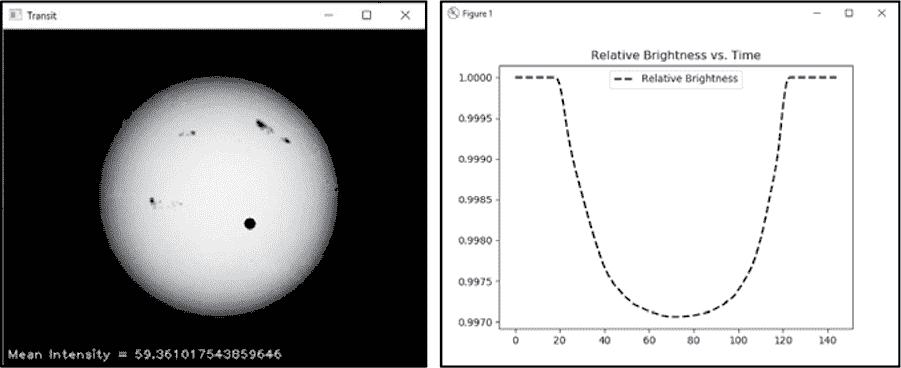 Transit
Mean Intensity = 59.361017543859646
Figure 1
Relative Brightness vs. Time
Relative Brightness
1.0000
0.9995
0.9990
0.9985
0.9980
0.9975
0.9970
0 20 40 60 80 100 120 140